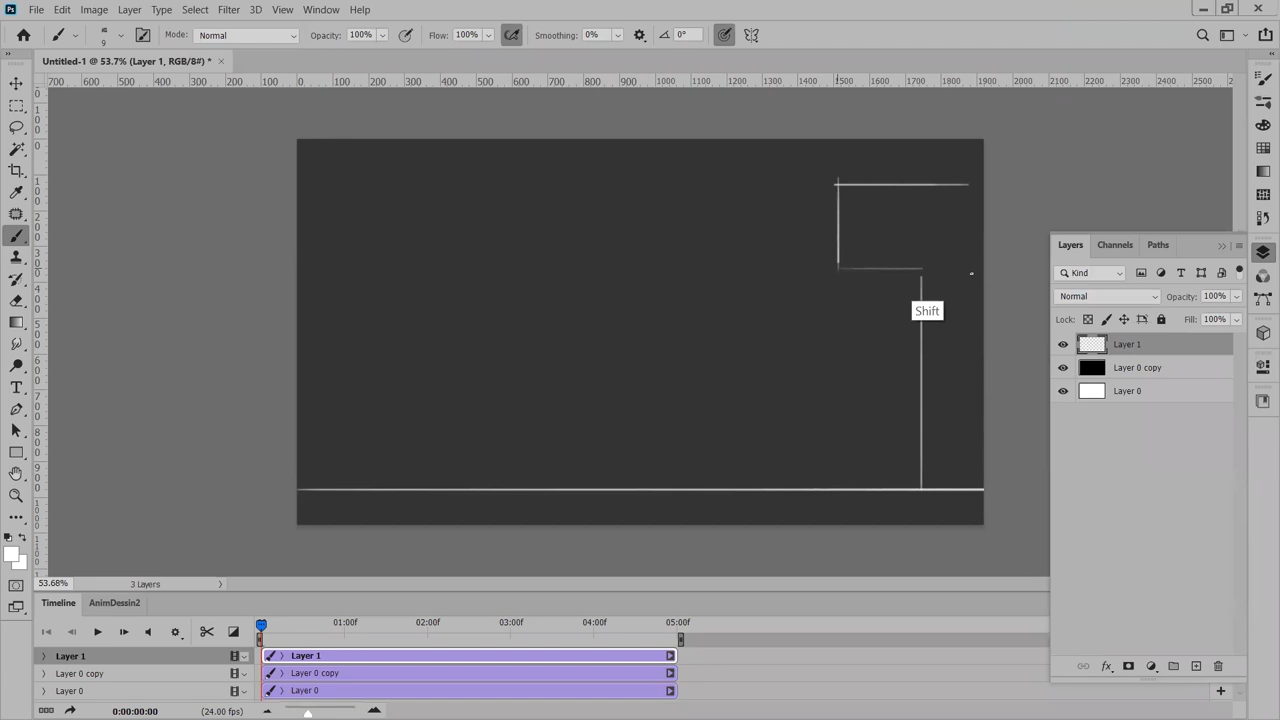 Ps File Edit Image Layer Type Select Filter 3D View Window Help
9 Mode: Normal Opacity: 100% Flow: 100% Smoothing: 0% 0°
Untitled-1 @ 53.7% (Layer 1, RGB/8#) * ×
700 600 500 400 300 200 100 0 100 200 300 400 500 600 700 800 900 1000 1100 1200 1300 1400 1500 1600 1700 1800 1900 2000 2100 2200 2300 2400
Layers Channels Paths
Kind
Normal Opacity: 100%
Shift
Lock: Fill: 100%
Layer 1
Layer 0 copy
Layer 0
53.68% 3 Layers
Timeline AnimDessin2
01:00f 02:00f 03:00f 04:00f 05:00f
Layer 1 Layer 1
Layer 0 copy Layer 0 copy
Layer 0 Layer 0
0:00:00:00 (24.00 fps)